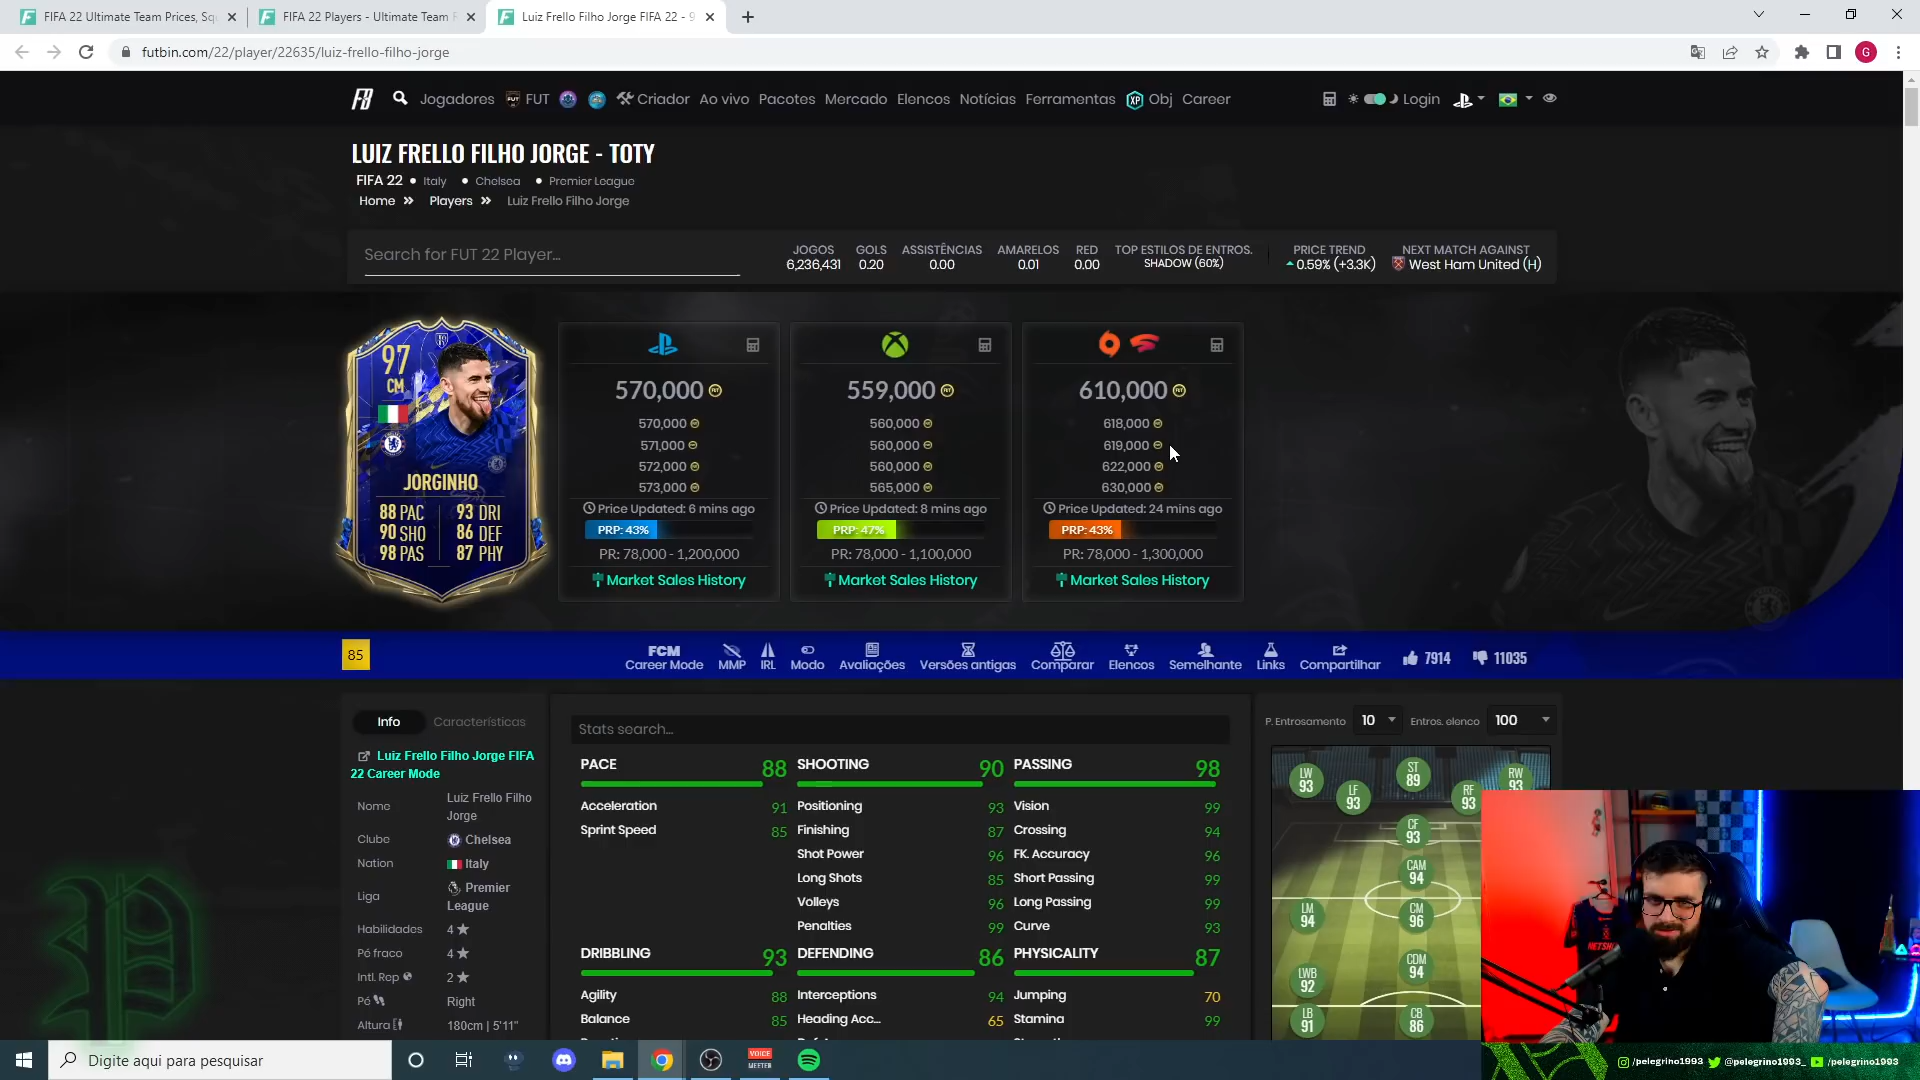 FIFA 22 Ultimate Team Prices, Sq
FIFA 22 Players - Ultimate Team
Luiz Frello Filho Jorge FIFA 22 - 9
futbin.com/22/player/22635/luiz-frello-filho-jorge
G
FB
Jogadores
FUT
Criador
Ao vivo
Pacotes
Mercado
Elencos
Notícias
Ferramentas
XP
Obj
Career
Login
LUIZ FRELLO FILHO JORGE - TOTY
FIFA 22 • Italy • Chelsea • Premier League
Home » Players » Luiz Frello Filho Jorge
Search for FUT 22 Player...
JOGOS
6,236,431
GOLS
0.20
ASSISTÊNCIAS
0.00
AMARELOS
0.01
RED
0.00
TOP ESTILOS DE ENTROS.
SHADOW (60%)
PRICE TREND
0.59% (+3.3K)
NEXT MATCH AGAINST
West Ham United (H)
97
CM
JORGINHO
88 PAC
90 SHO
98 PAS
93 DRI
86 DEF
87 PHY
570,000
570,000
571,000
572,000
573,000
Price Updated: 6 mins ago
PRP: 43%
PR: 78,000 - 1,200,000
Market Sales History
559,000
560,000
560,000
560,000
565,000
Price Updated: 8 mins ago
PRP: 47%
PR: 78,000 - 1,100,000
Market Sales History
610,000
618,000
619,000
622,000
630,000
Price Updated: 24 mins ago
PRP: 43%
PR: 78,000 - 1,300,000
Market Sales History
85
FCM
Career Mode
MMP
IRL
Modo
Avaliações
Versões antigas
Comparar
Elencos
Semelhante
Links
Compartilhar
7914
11035
Info
Características
Luiz Frello Filho Jorge FIFA
22 Career Mode
Nome
Luiz Frello Filho
Jorge
Clube
Chelsea
Nation
Italy
Liga
Premier
League
Habilidades
4
Pé fraco
4
Intl. Rep
2
Pé
Right
Altura
180cm | 5'11"
Stats search...
PACE 88
Acceleration 91
Sprint Speed 85
SHOOTING 90
Positioning 93
Finishing 87
Shot Power 96
Long Shots 85
Volleys 96
Penalties 99
PASSING 98
Vision 99
Crossing 94
FK. Accuracy 96
Short Passing 99
Long Passing 99
Curve 93
DRIBBLING 93
Agility 88
Balance 85
DEFENDING 86
Interceptions 94
Heading Acc... 65
PHYSICALITY 87
Jumping 70
Stamina 99
P. Entrosamento
10
Entros. elenco
100
LW
93
LF
93
ST
89
RF
93
RW
93
CF
93
CAM
94
LM
94
CM
96
CDM
94
LWB
92
LB
91
CB
86
Digite aqui para pesquisar
VOICE
MEETER
/pelegrino1993
@pelegrino1993_
/pelegrino1993